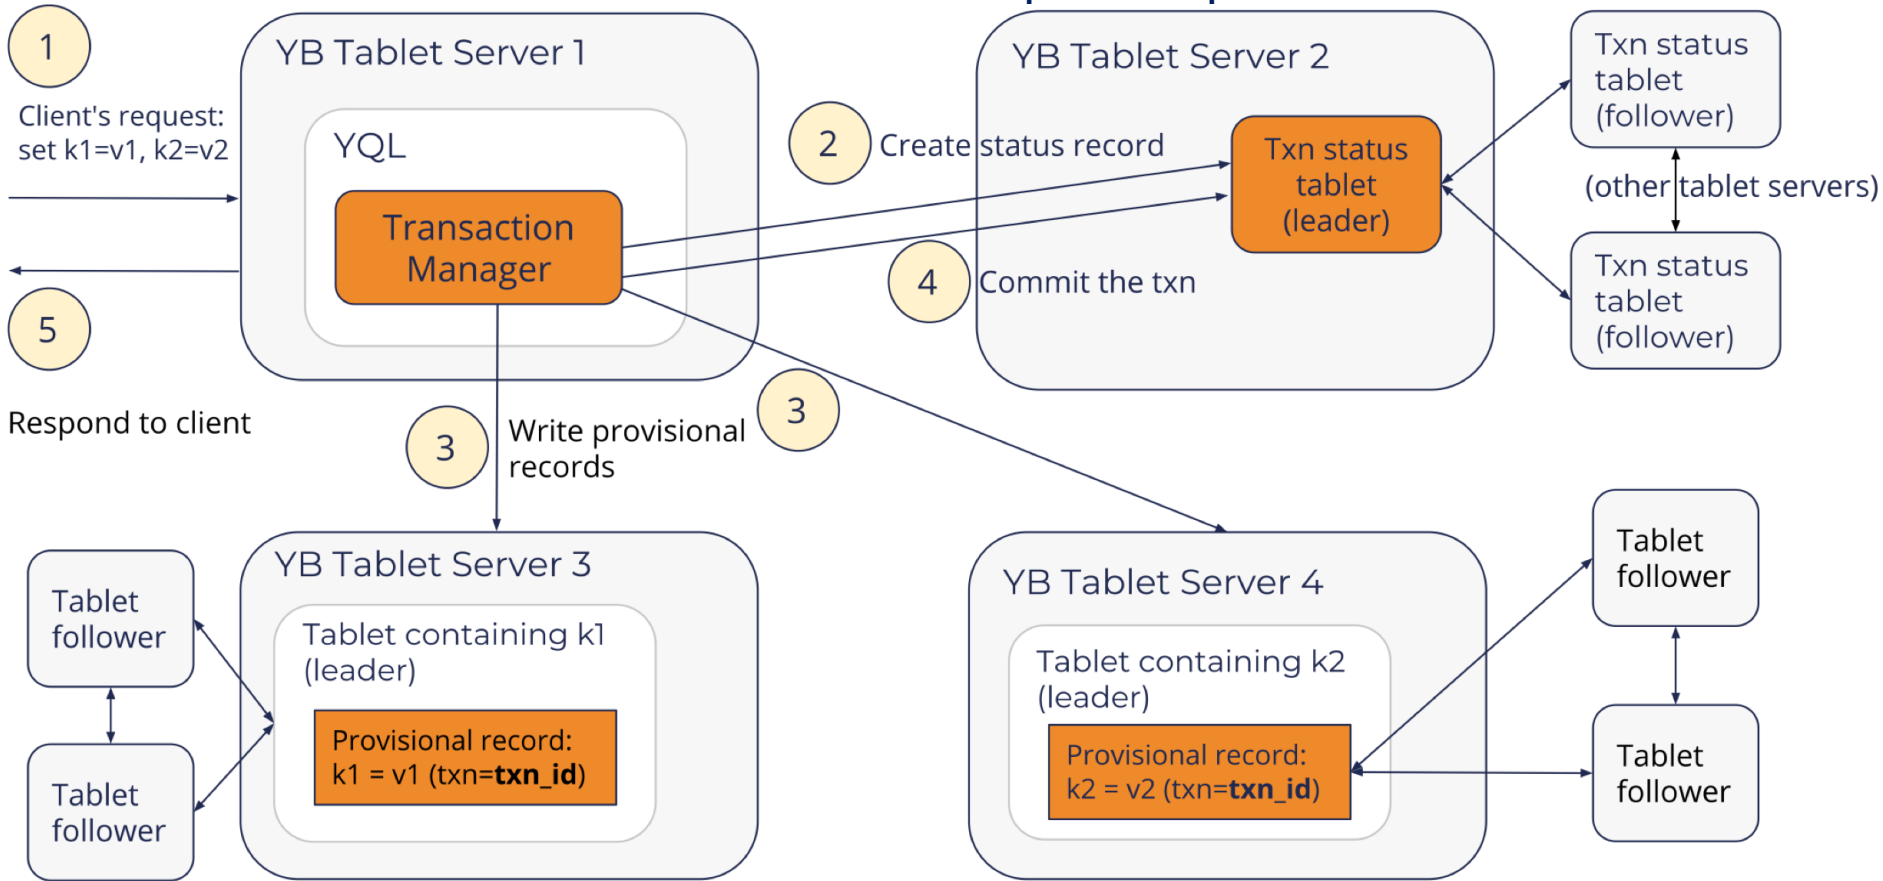 1
Client's request:
set k1=v1, k2=v2
5
Respond to client
YB Tablet Server 1
YQL
Transaction
Manager
2
Create status record
4
Commit the txn
YB Tablet Server 2
Txn status
tablet
(leader)
Txn status
tablet
(follower)
(other tablet servers)
Txn status
tablet
(follower)
3
Write provisional
records
3
Tablet
follower
Tablet
follower
YB Tablet Server 3
Tablet containing k1
(leader)
Provisional record:
k1 = v1 (txn=txn_id)
YB Tablet Server 4
Tablet containing k2
(leader)
Provisional record:
k2 = v2 (txn=txn_id)
Tablet
follower
Tablet
follower